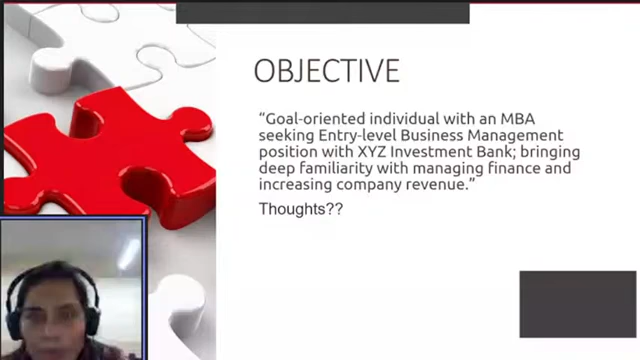 OBJECTIVE
“Goal-oriented individual with an MBA
seeking Entry-level Business Management
position with XYZ Investment Bank; bringing
deep familiarity with managing finance and
increasing company revenue.”
Thoughts??